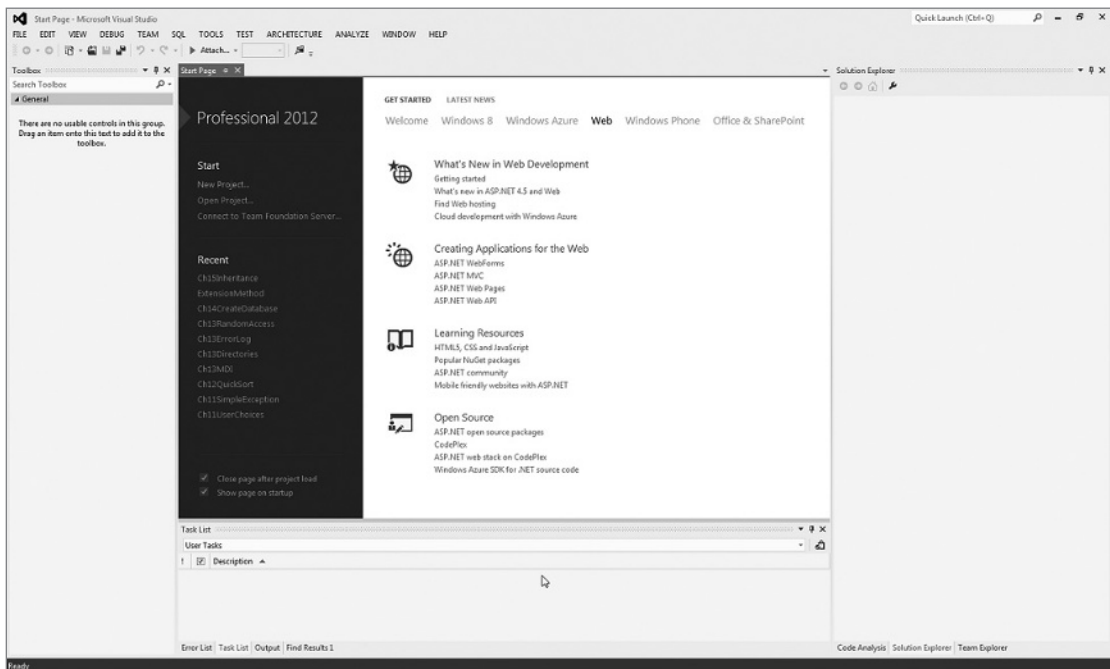 Start Page - Microsoft Visual Studio
Quick Launch (Ctrl+Q)
FILE EDIT VIEW DEBUG TEAM SQL TOOLS TEST ARCHITECTURE ANALYZE WINDOW HELP
Attach...
Toolbox
Search Toolbox
General
There are no usable controls in this group. Drag an item onto this text to add it to the toolbox.
Start Page
Professional 2012
Start
New Project...
Open Project...
Connect to Team Foundation Server...
Recent
Ch15Inheritance
ExtensionMethod
Ch14CreateDatabase
Ch13RandomAccess
Ch13ErrorLog
Ch13Directories
Ch13MDI
Ch12QuickSort
Ch11SimpleException
Ch11UserChoices
Close page after project load
Show page on startup
GET STARTED LATEST NEWS
Welcome Windows 8 Windows Azure Web Windows Phone Office & SharePoint
What's New in Web Development
Getting started
What's new in ASP.NET 4.5 and Web
Find Web hosting
Cloud development with Windows Azure
Creating Applications for the Web
ASP.NET WebForms
ASP.NET MVC
ASP.NET Web Pages
ASP.NET Web API
Learning Resources
HTML5, CSS and JavaScript
Popular NuGet packages
ASP.NET community
Mobile friendly websites with ASP.NET
Open Source
ASP.NET open source packages
CodePlex
ASP.NET web stack on CodePlex
Windows Azure SDK for .NET source code
Task List
User Tasks
! Description
Error List Task List Output Find Results 1
Solution Explorer
Code Analysis Solution Explorer Team Explorer
Ready